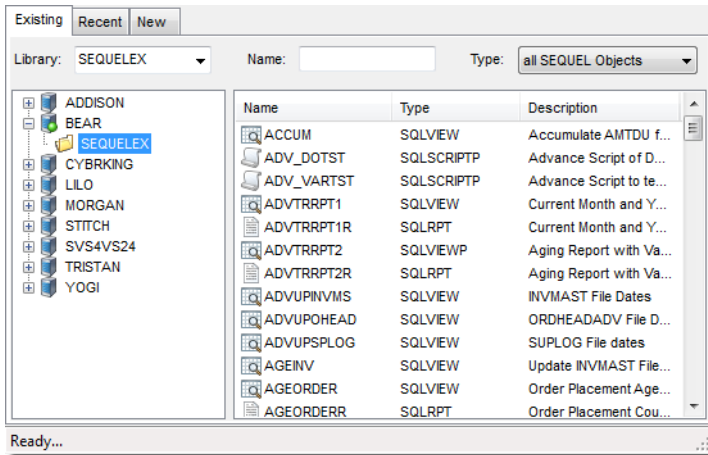 Existing Recent New
Library: SEQUELEX Name: Type: all SEQUEL Objects
ADDISON
BEAR
SEQUELEX
CYBRKING
LILO
MORGAN
STITCH
SVS4VS24
TRISTAN
YOGI
Name Type Description
ACCUM SQLVIEW Accumulate AMTDU f...
ADV_DOTST SQLSCRIPTP Advance Script of D...
ADV_VARTST SQLSCRIPTP Advance Script to te...
ADVTRRPT1 SQLVIEW Current Month and Y...
ADVTRRPT1R SQLRPT Current Month and Y...
ADVTRRPT2 SQLVIEWP Aging Report with Va...
ADVTRRPT2R SQLRPT Aging Report with Va...
ADVUPINVMS SQLVIEW INVMAST File Dates
ADVUPOHEAD SQLVIEW ORDHEADADV File D...
ADVUPSPLOG SQLVIEW SUPLOG File dates
AGEINV SQLVIEW Update INVMAST File...
AGEORDER SQLVIEW Order Placement Age...
AGEORDERR SQLRPT Order Placement Cou...
Ready...